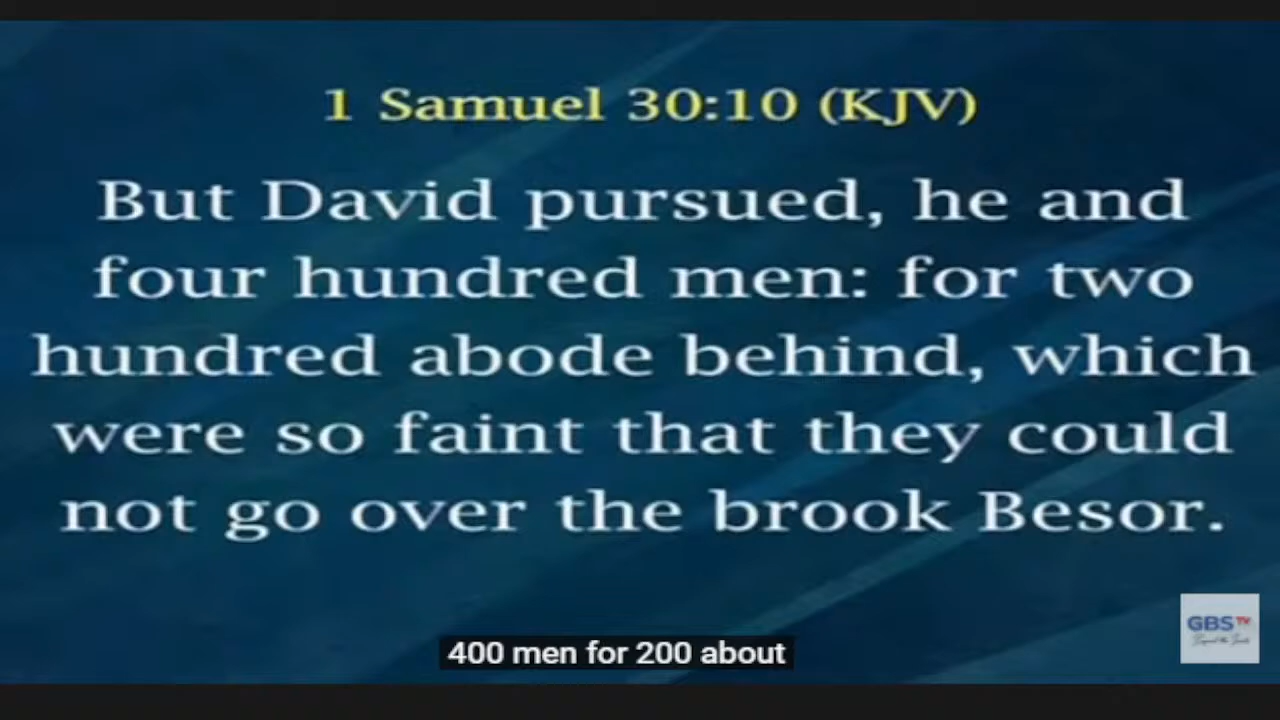 1 Samuel 30:10 (KJV)
But David pursued, he and
four hundred men: for two
hundred abode behind, which
were so faint that they could
not go over the brook Besor.
GBS TV
400 men for 200 about